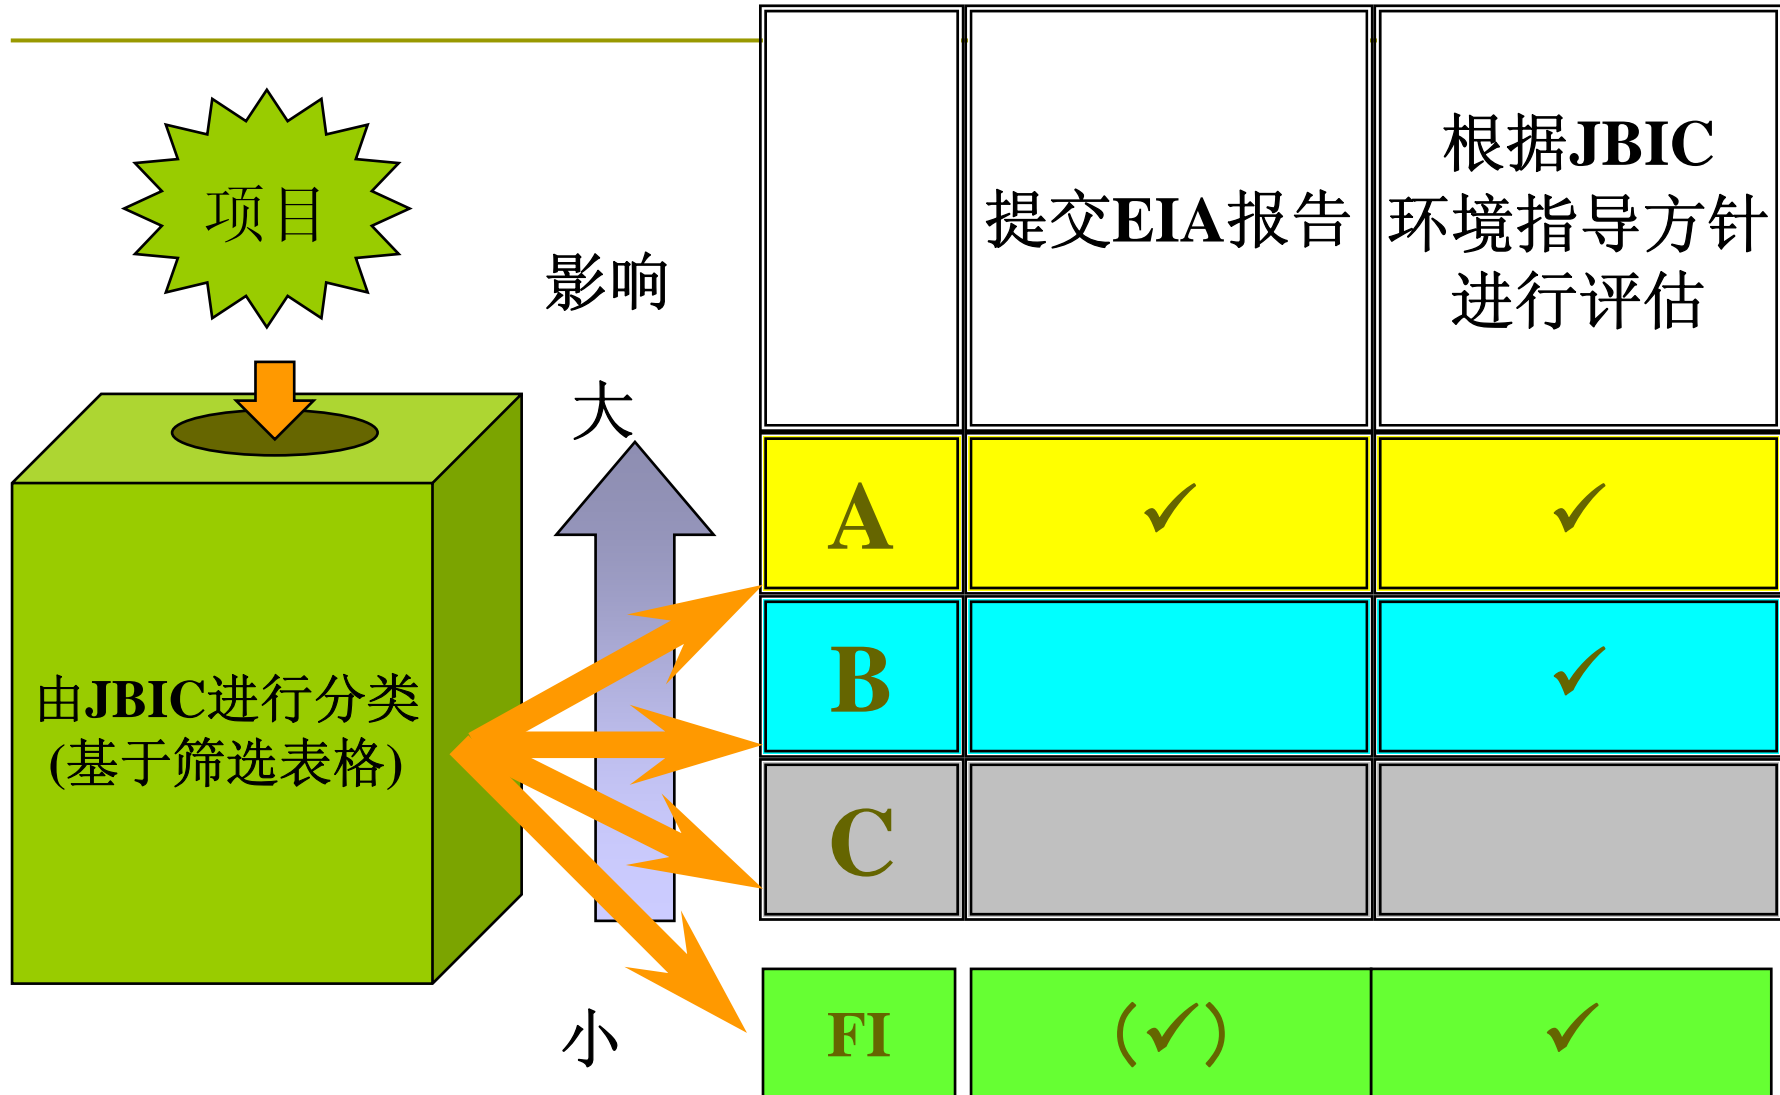 项目
影响
大
小
由JBIC进行分类
(基于筛选表格)
提交EIA报告
根据JBIC
环境指导方针
进行评估
A ✓ ✓
B ✓
C
FI (✓) ✓